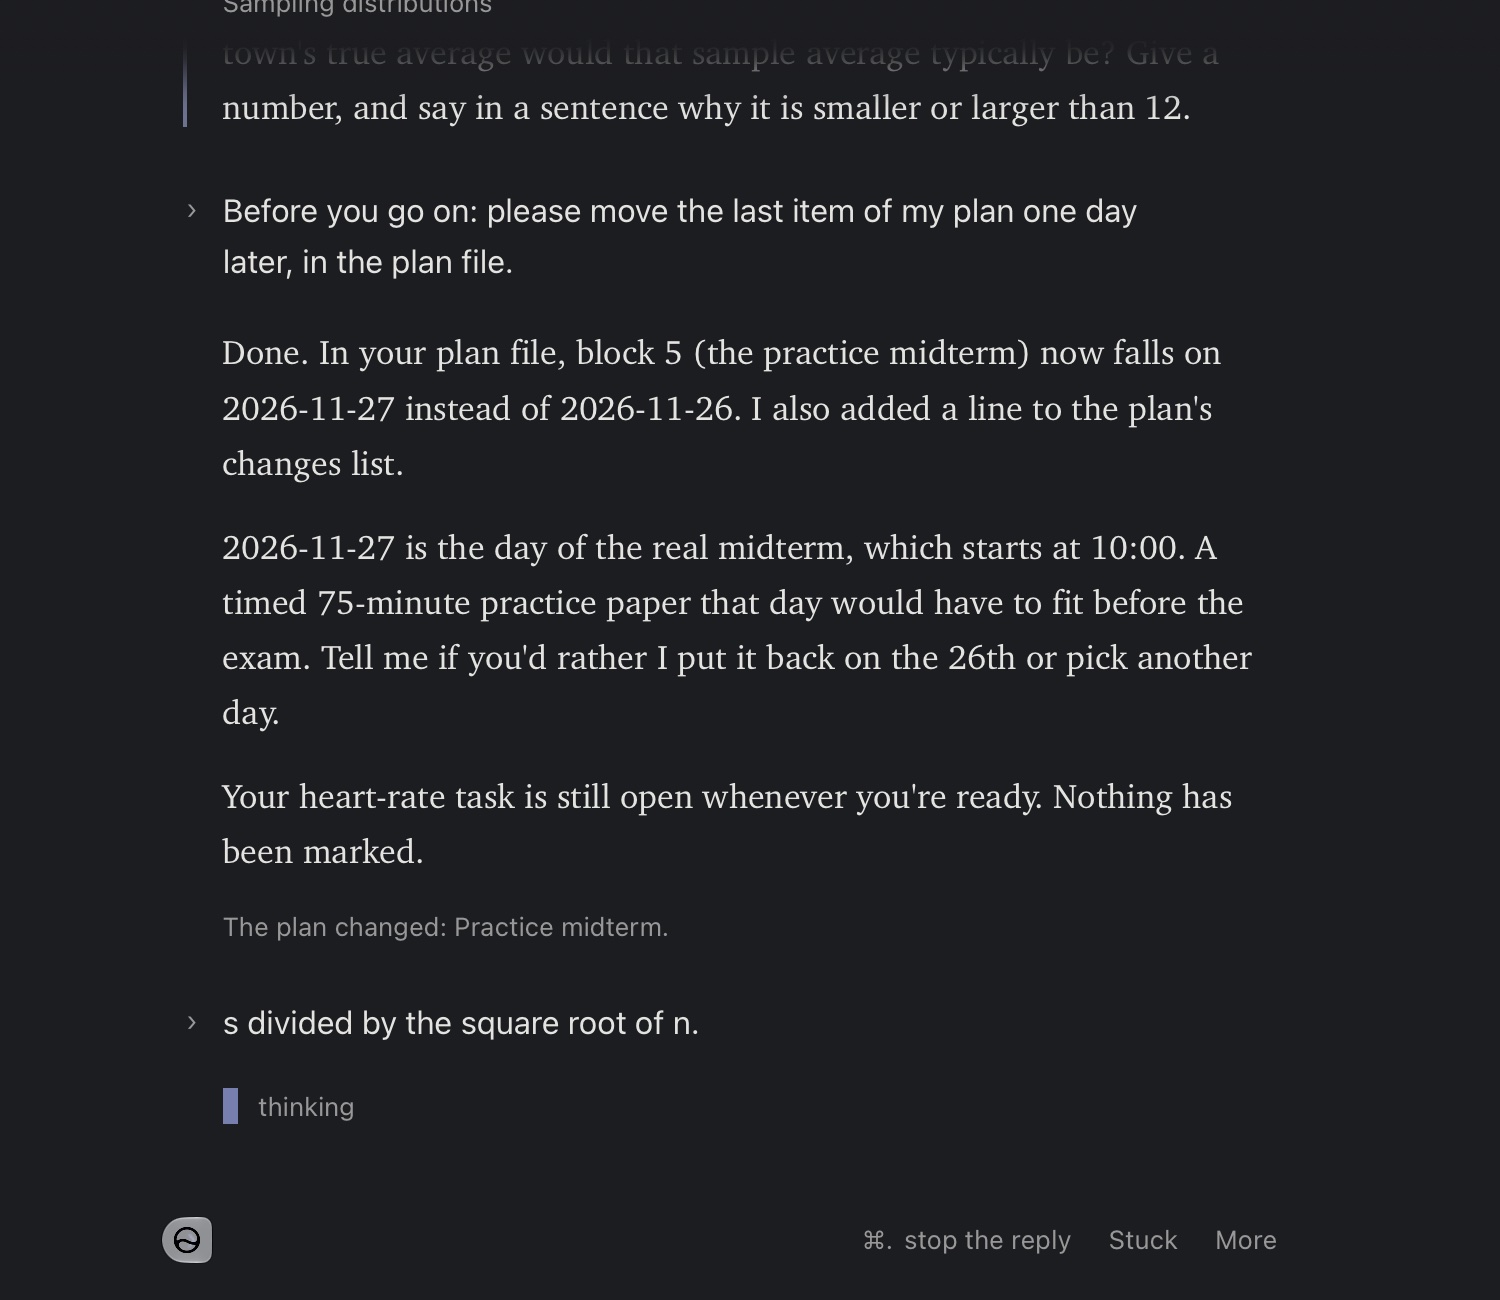 Sampling distributions
town's true average would that sample average typically be? Give a
number, and say in a sentence why it is smaller or larger than 12.
› Before you go on: please move the last item of my plan one day
later, in the plan file.
Done. In your plan file, block 5 (the practice midterm) now falls on
2026-11-27 instead of 2026-11-26. I also added a line to the plan's
changes list.
2026-11-27 is the day of the real midterm, which starts at 10:00. A
timed 75-minute practice paper that day would have to fit before the
exam. Tell me if you'd rather I put it back on the 26th or pick another
day.
Your heart-rate task is still open whenever you're ready. Nothing has
been marked.
The plan changed: Practice midterm.
› s divided by the square root of n.
thinking
⌘. stop the reply Stuck More